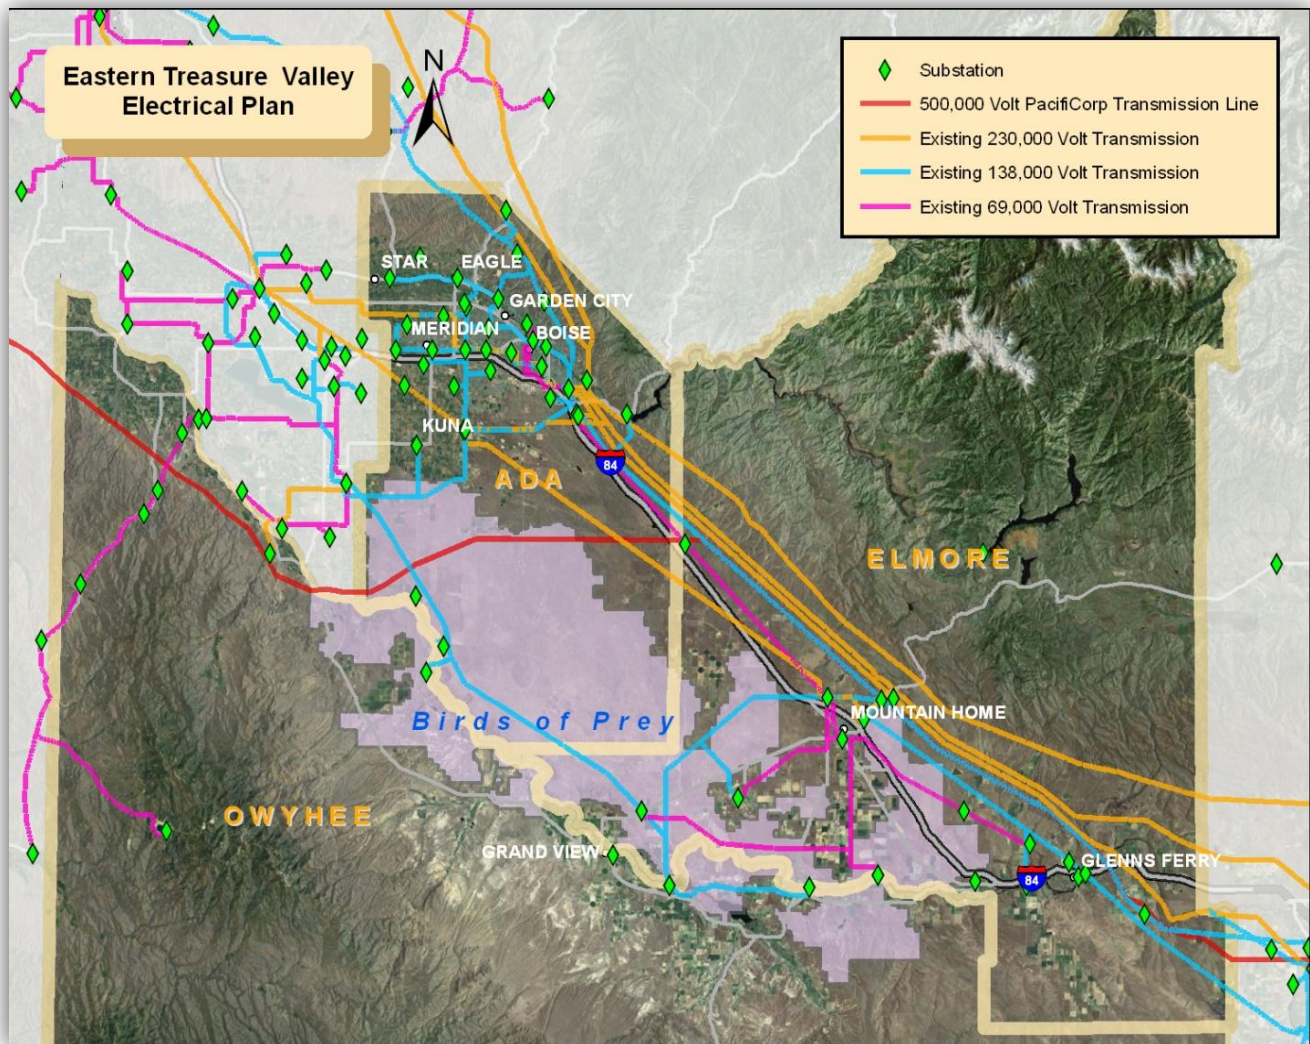 Eastern Treasure Valley
Electrical Plan
N
Substation
500,000 Volt PacifiCorp Transmission Line
Existing 230,000 Volt Transmission
Existing 138,000 Volt Transmission
Existing 69,000 Volt Transmission
STAR
EAGLE
GARDEN CITY
MERIDIAN
BOISE
KUNA
84
ADA
ELMORE
Birds of Prey
MOUNTAIN HOME
OWYHEE
GRAND VIEW
GLENNS FERRY
84